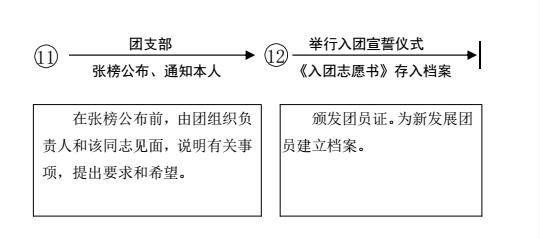 ⑪
团支部
张榜公布、通知本人
⑫
举行入团宣誓仪式
《入团志愿书》存入档案
在张榜公布前，由团组织负
责人和该同志见面，说明有关事
项，提出要求和希望。
颁发团员证。为新发展团
员建立档案。